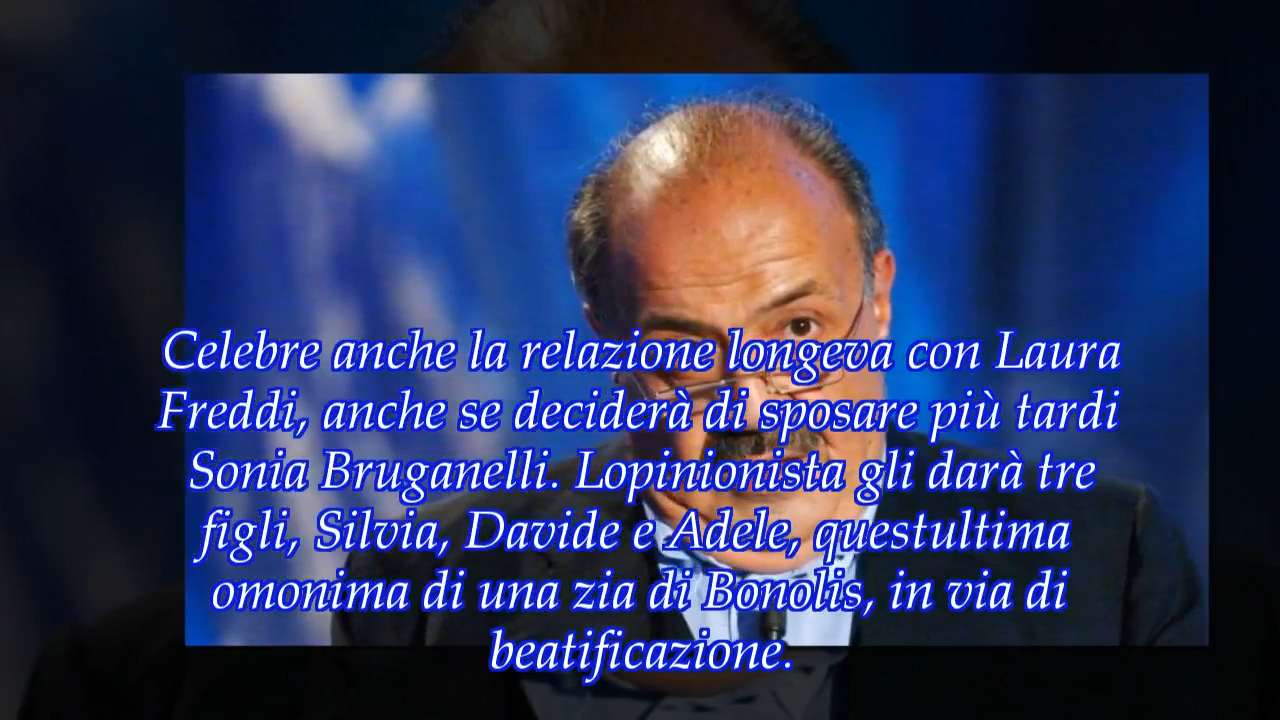 Celebre anche la relazione longeva con Laura
Freddi, anche se deciderà di sposare più tardi
Sonia Bruganelli. Lopinionista gli darà tre
figli, Silvia, Davide e Adele, questultima
omonima di una zia di Bonolis, in via di
beatificazione.